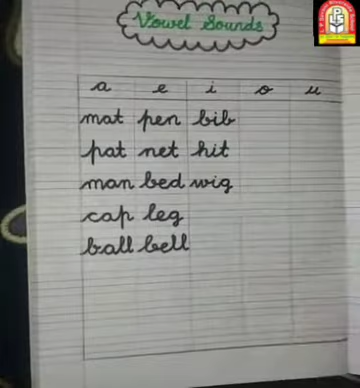 Vowel Sounds
a e i o u
mat pen bib
pat net hit
man bed wig
cap leg
ball bell